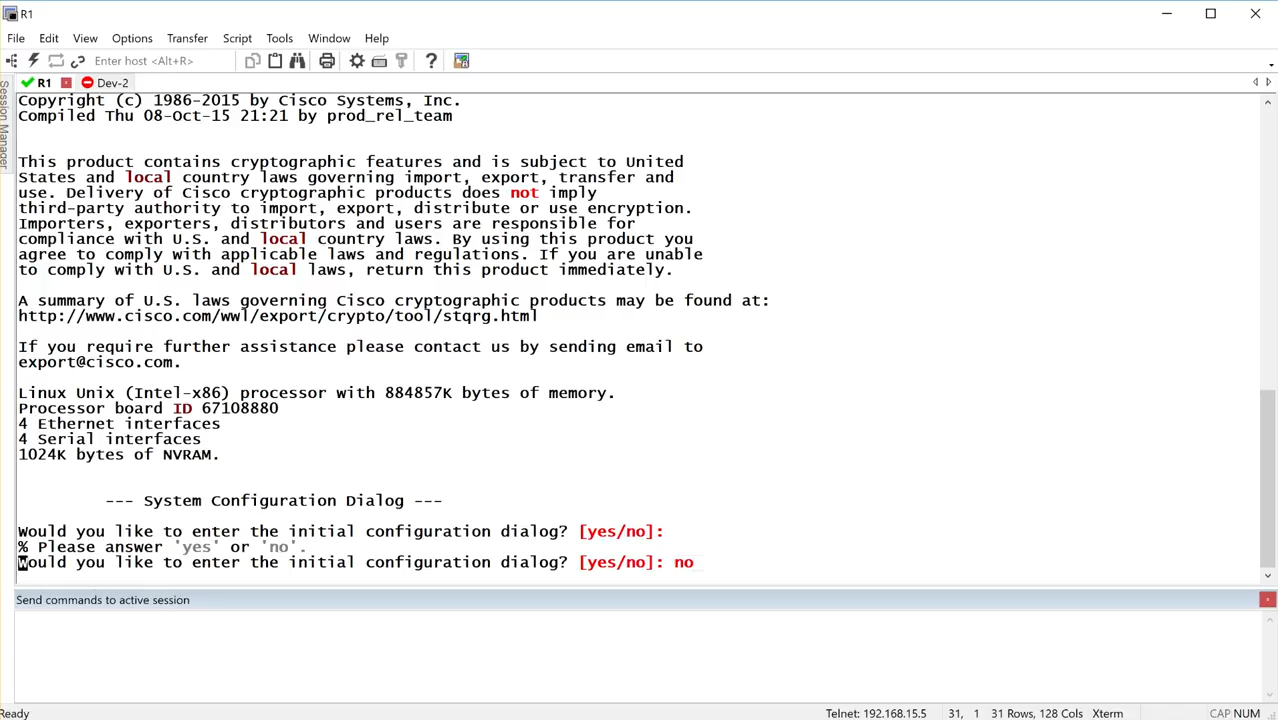 R1
File Edit View Options Transfer Script Tools Window Help
Enter host <Alt+R>
R1 Dev-2
Session Manager
Copyright (c) 1986-2015 by Cisco Systems, Inc.
Compiled Thu 08-Oct-15 21:21 by prod_rel_team
This product contains cryptographic features and is subject to United
States and local country laws governing import, export, transfer and
use. Delivery of Cisco cryptographic products does not imply
third-party authority to import, export, distribute or use encryption.
Importers, exporters, distributors and users are responsible for
compliance with U.S. and local country laws. By using this product you
agree to comply with applicable laws and regulations. If you are unable
to comply with U.S. and local laws, return this product immediately.
A summary of U.S. laws governing Cisco cryptographic products may be found at:
http://www.cisco.com/wwl/export/crypto/tool/stqrg.html
If you require further assistance please contact us by sending email to
export@cisco.com.
Linux Unix (Intel-x86) processor with 884857K bytes of memory.
Processor board ID 67108880
4 Ethernet interfaces
4 Serial interfaces
1024K bytes of NVRAM.
--- System Configuration Dialog ---
Would you like to enter the initial configuration dialog? [yes/no]:
% Please answer 'yes' or 'no'.
Would you like to enter the initial configuration dialog? [yes/no]: no
Send commands to active session
Ready Telnet: 192.168.15.5 31, 1 31 Rows, 128 Cols Xterm CAP NUM